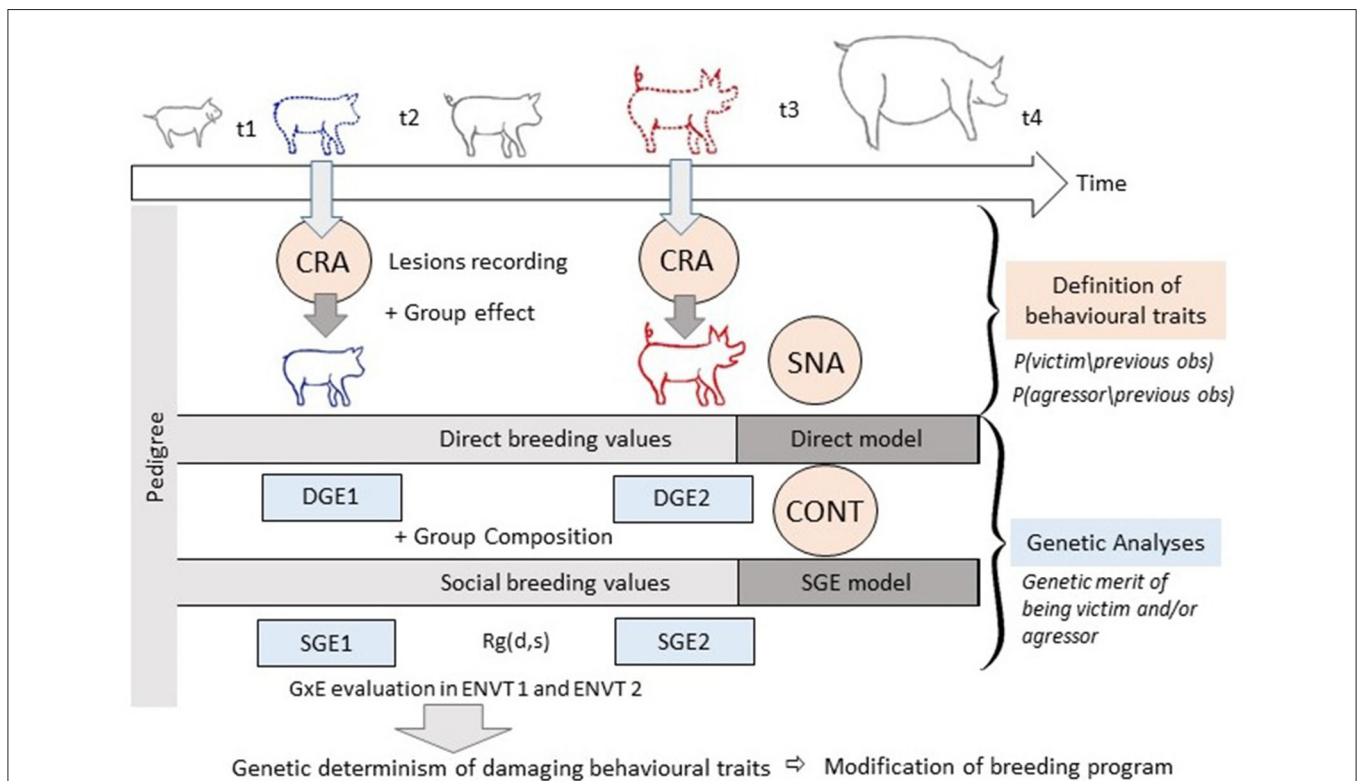 t1
t2
t3
t4
Time
CRA
Lesions recording
+ Group effect
CRA
SNA
Definition of
behavioural traits
P(victim\previous obs)
P(agressor\previous obs)
Pedigree
Direct breeding values
Direct model
DGE1
DGE2
CONT
+ Group Composition
Genetic Analyses
Social breeding values
SGE model
Genetic merit of
being victim and/or
agressor
SGE1
Rg(d,s)
SGE2
GxE evaluation in ENVT 1 and ENVT 2
Genetic determinism of damaging behavioural traits ⇨ Modification of breeding program